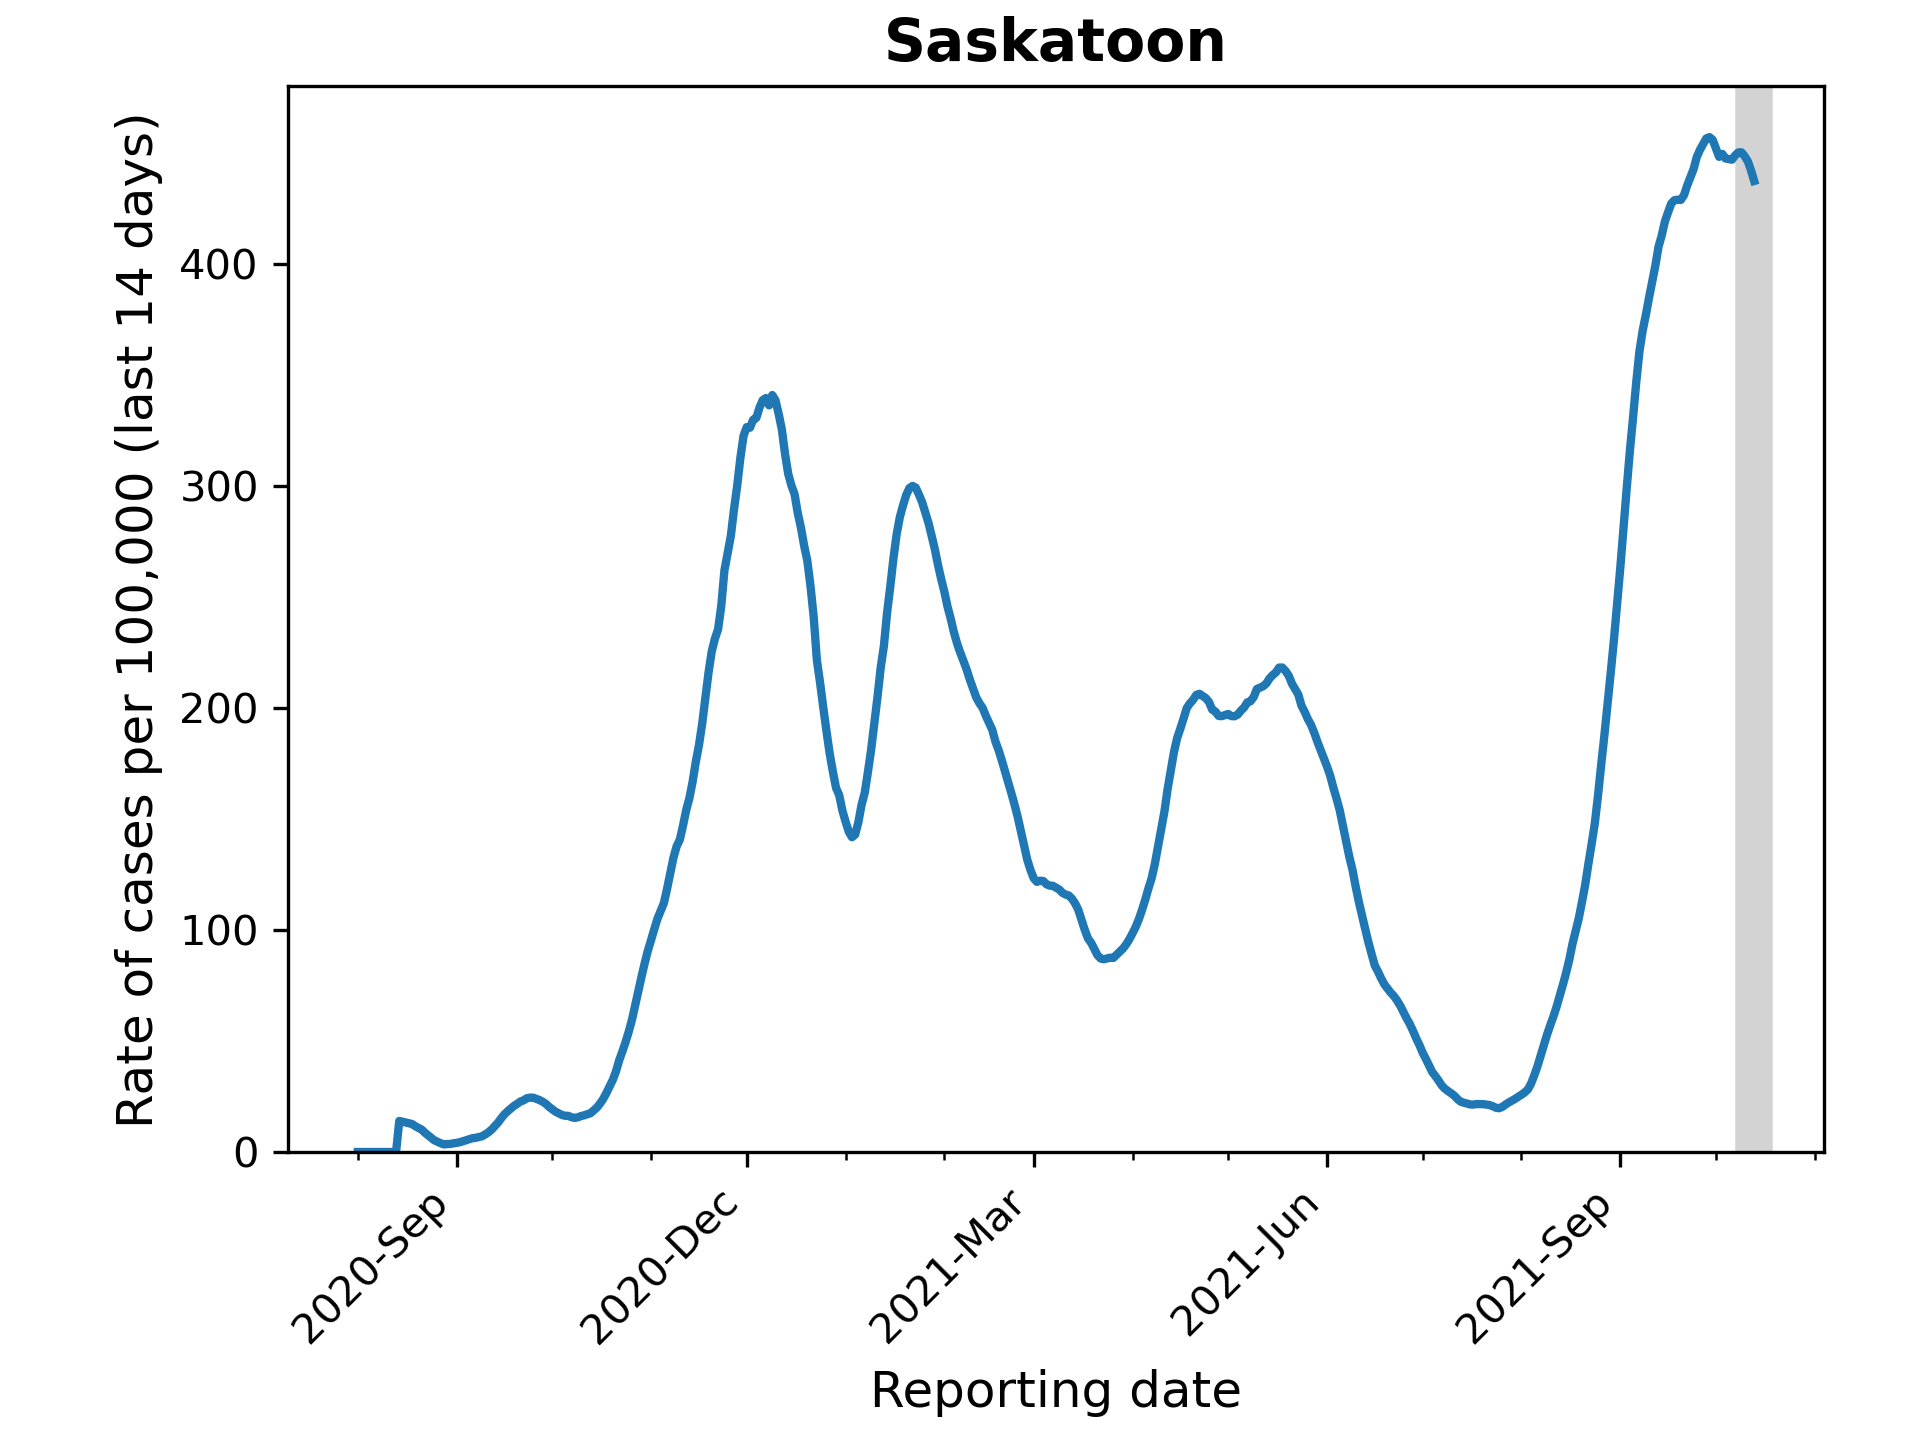 Saskatoon
Rate of cases per 100,000 (last 14 days)
400
300
200
100
0
2020-Sep
2020-Dec
2021-Mar
2021-Jun
2021-Sep
Reporting date